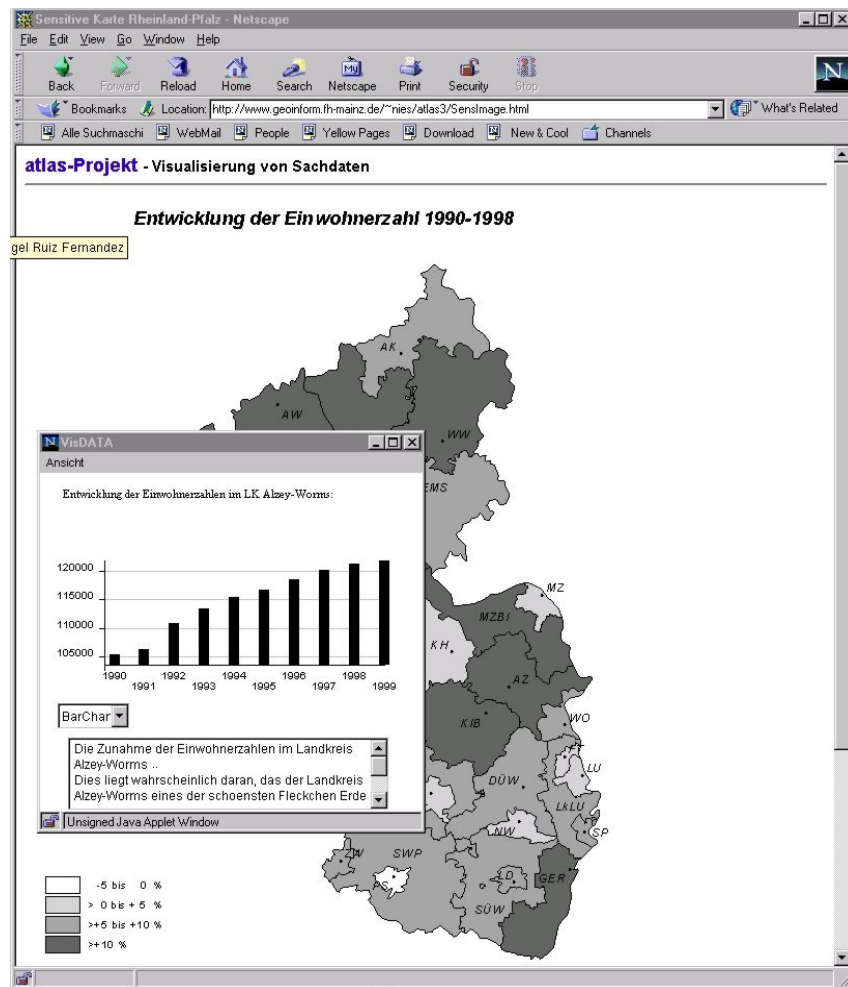 Sensitive Karte Rheinland-Pfalz - Netscape
File Edit View Go Window Help
Back Forward Reload Home Search Netscape Print Security Stop
Bookmarks Location: http://www.geoinform.fh-mainz.de/~nies/atlas3/SensImage.html What's Related
Alle Suchmaschi WebMail People Yellow Pages Download New & Cool Channels
atlas-Projekt - Visualisierung von Sachdaten
Entwicklung der Einwohnerzahl 1990-1998
gel Ruiz Fernandez
AK
AW
WW
EMS
MZ
MZBI
KH
AZ
KIB
WO
DÜW
LU
LkLU
NW
SP
ZW
SWP
PS
LD
GER
SÜW
VisDATA
Ansicht
Entwicklung der Einwohnerzahlen im LK Alzey-Worms:
120000
115000
110000
105000
1990 1991 1992 1993 1994 1995 1996 1997 1998 1999
BarChar
Die Zunahme der Einwohnerzahlen im Landkreis
Alzey-Worms ..
Dies liegt wahrscheinlich daran, das der Landkreis
Alzey-Worms eines der schoensten Fleckchen Erde
Unsigned Java Applet Window
-5 bis 0 %
> 0 bis + 5 %
>+5 bis +10 %
>+10 %